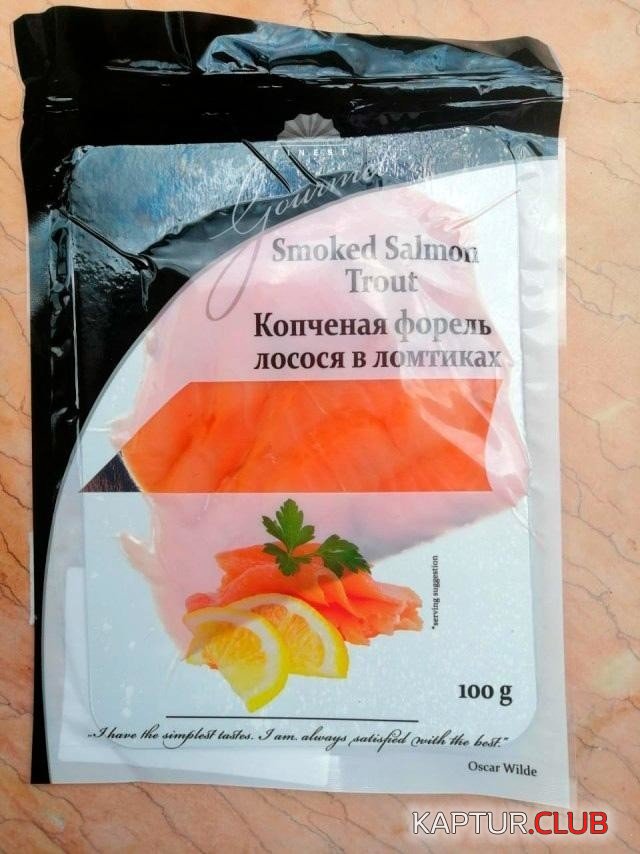 FINEST
Gourmet
Smoked Salmon
Trout
Копченая форель
лосося в ломтиках
*serving suggestion
100 g
„I have the simplest tastes. I am always satisfied with the best.“
Oscar Wilde
KAPTUR.CLUB